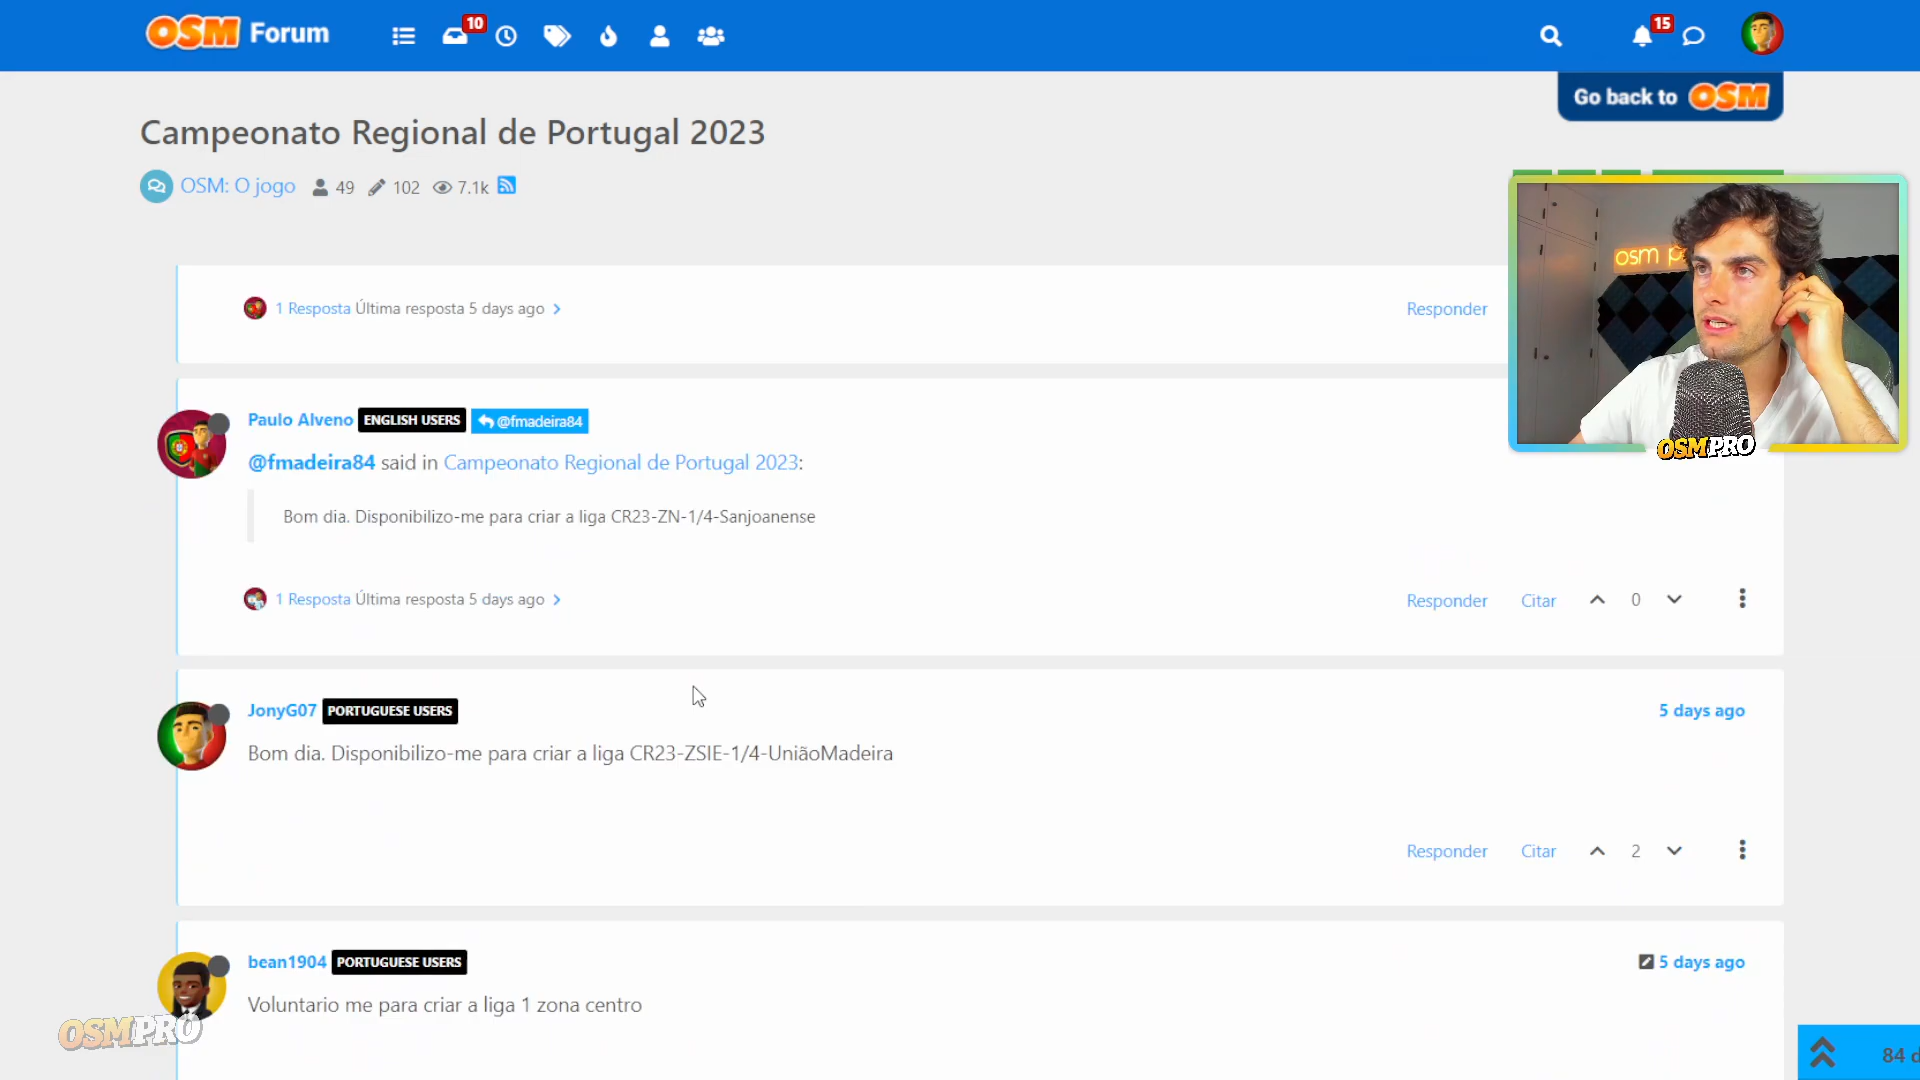 OSM Forum
10
15
Go back to OSM
Campeonato Regional de Portugal 2023
OSM: O jogo 49 102 7.1k
osm p
OSMPRO
1 Resposta Última resposta 5 days ago
Responder
Paulo Alveno ENGLISH USERS @fmadeira84
@fmadeira84 said in Campeonato Regional de Portugal 2023:
Bom dia. Disponibilizo-me para criar a liga CR23-ZN-1/4-Sanjoanense
1 Resposta Última resposta 5 days ago
Responder Citar 0
JonyG07 PORTUGUESE USERS
5 days ago
Bom dia. Disponibilizo-me para criar a liga CR23-ZSIE-1/4-UniãoMadeira
Responder Citar 2
bean1904 PORTUGUESE USERS
5 days ago
Voluntario me para criar a liga 1 zona centro
OSMPRO
84 d